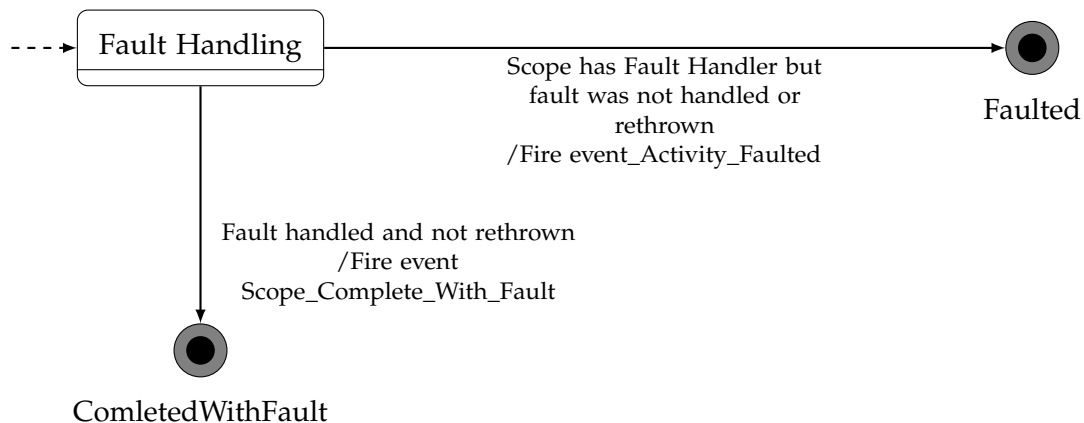 Fault Handling
Scope has Fault Handler but
fault was not handled or
rethrown
/Fire event_Activity_Faulted
Faulted
Fault handled and not rethrown
/Fire event
Scope_Complete_With_Fault
ComletedWithFault